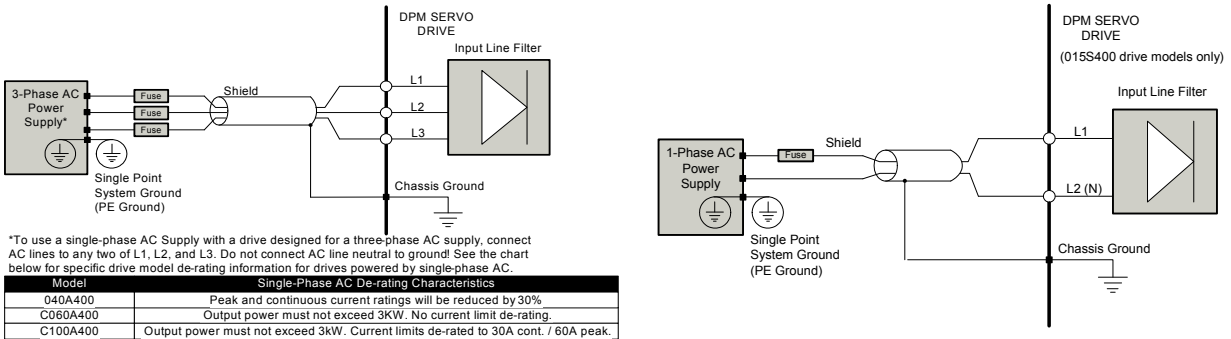 DPM SERVO
DRIVE
Input Line Filter
3-Phase AC
Power
Supply*
Fuse
Fuse
Fuse
Shield
L1
L2
L3
Single Point
System Ground
(PE Ground)
Chassis Ground
*To use a single-phase AC Supply with a drive designed for a three-phase AC supply, connect
AC lines to any two of L1, L2, and L3. Do not connect AC line neutral to ground! See the chart
below for specific drive model de-rating information for drives powered by single-phase AC.
Model Single-Phase AC De-rating Characteristics
040A400 Peak and continuous current ratings will be reduced by 30%
C060A400 Output power must not exceed 3KW. No current limit de-rating.
C100A400 Output power must not exceed 3kW. Current limits de-rated to 30A cont. / 60A peak.
DPM SERVO
DRIVE
(015S400 drive models only)
Input Line Filter
1-Phase AC
Power
Supply
Fuse
Shield
L1
L2 (N)
Single Point
System Ground
(PE Ground)
Chassis Ground